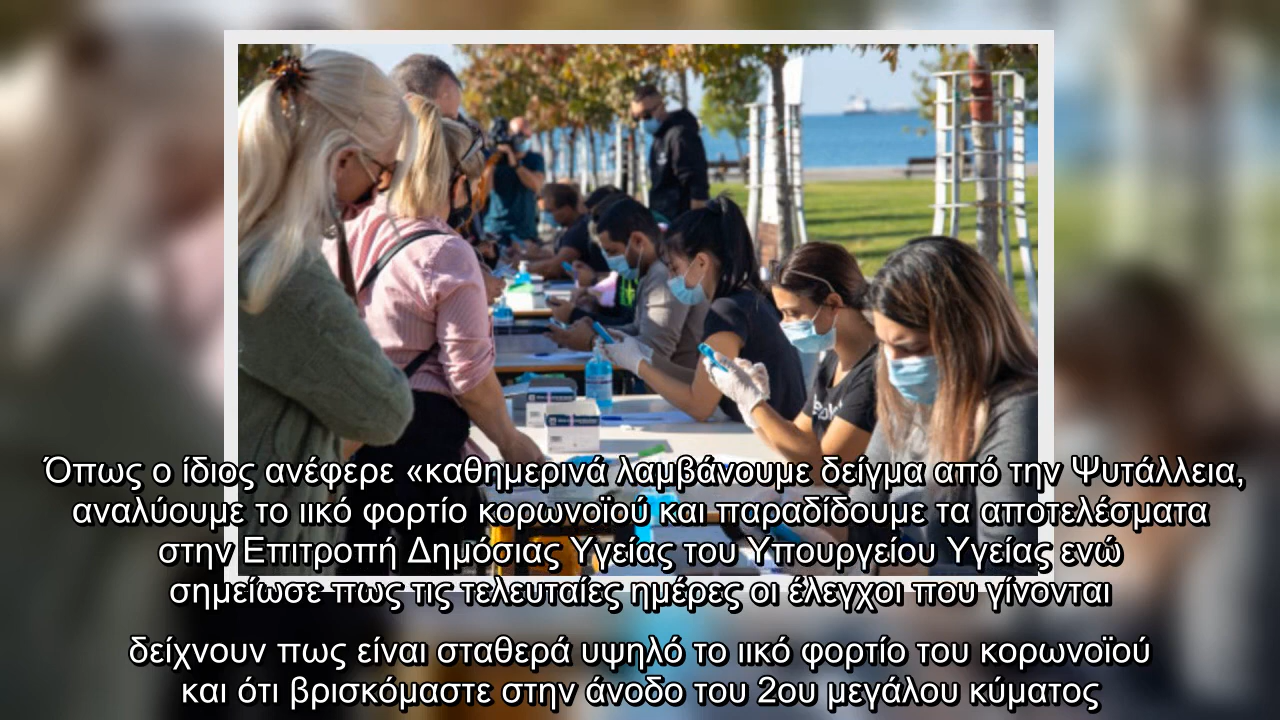 Όπως ο ίδιος ανέφερε «καθημερινά λαμβάνουμε δείγμα από την Ψυτάλλεια,
αναλύουμε το ιικό φορτίο κορωνοϊού και παραδίδουμε τα αποτελέσματα
στην Επιτροπή Δημόσιας Υγείας του Υπουργείου Υγείας ενώ
σημείωσε πως τις τελευταίες ημέρες οι έλεγχοι που γίνονται
δείχνουν πως είναι σταθερά υψηλό το ιικό φορτίο του κορωνοϊού
και ότι βρισκόμαστε στην άνοδο του 2ου μεγάλου κύματος